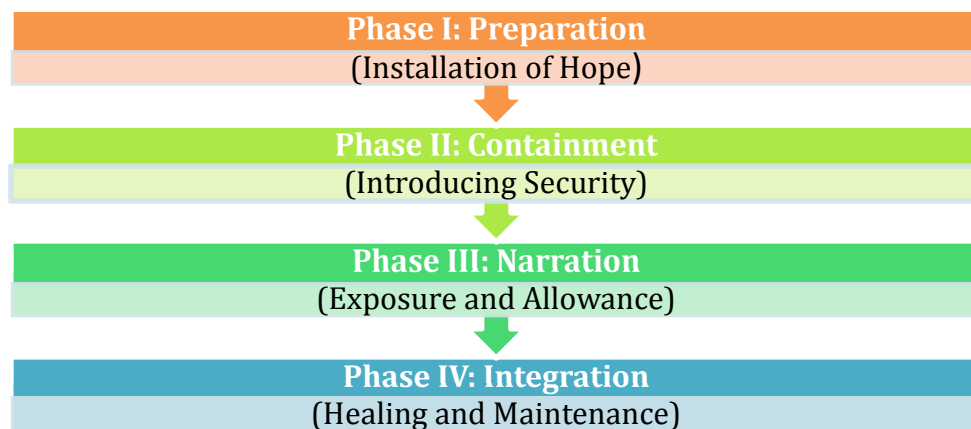 Phase I: Preparation
(Installation of Hope)
Phase II: Containment
(Introducing Security)
Phase III: Narration
(Exposure and Allowance)
Phase IV: Integration
(Healing and Maintenance)